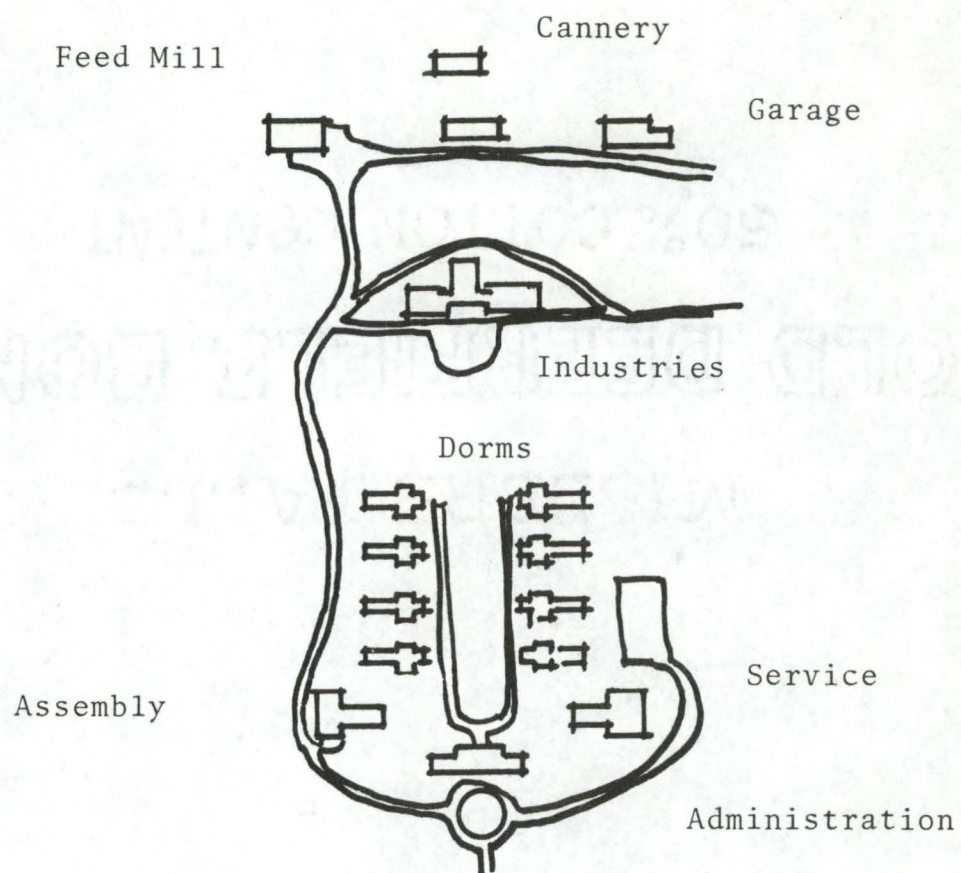 Cannery
Feed Mill
Garage
Industries
Dorms
Service
Assembly
Administration